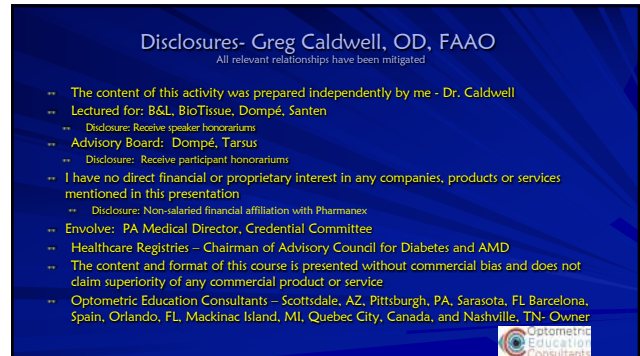 Disclosures- Greg Caldwell, OD, FAAO
All relevant relationships have been mitigated
The content of this activity was prepared independently by me - Dr. Caldwell
Lectured for: B&L, BioTissue, Dompé, Santen
Disclosure: Receive speaker honorariums
Advisory Board: Dompé, Tarsus
Disclosure: Receive participant honorariums
I have no direct financial or proprietary interest in any companies, products or services
mentioned in this presentation
Disclosure: Non-salaried financial affiliation with Pharmanex
Envolve: PA Medical Director, Credential Committee
Healthcare Registries – Chairman of Advisory Council for Diabetes and AMD
The content and format of this course is presented without commercial bias and does not
claim superiority of any commercial product or service
Optometric Education Consultants – Scottsdale, AZ, Pittsburgh, PA, Sarasota, FL Barcelona,
Spain, Orlando, FL, Mackinac Island, MI, Quebec City, Canada, and Nashville, TN- Owner
Optometric
Education
Consultants